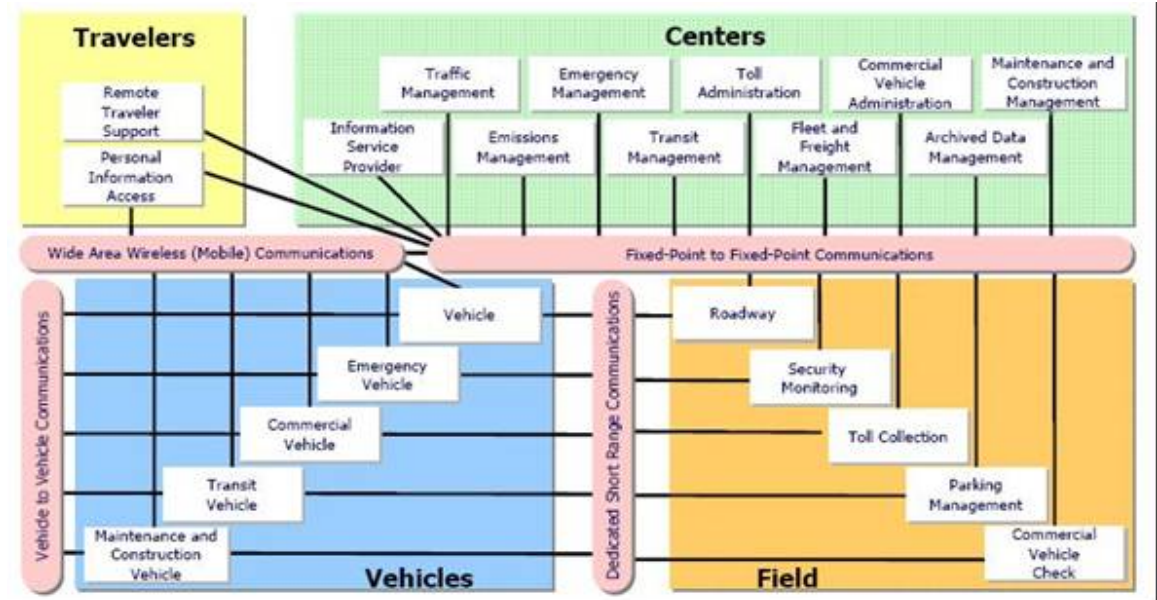 Travelers
Remote
Traveler
Support
Personal
Information
Access
Centers
Traffic
Management
Emergency
Management
Toll
Administration
Commercial
Vehicle
Administration
Maintenance and
Construction
Management
Information
Service
Provider
Emissions
Management
Transit
Management
Fleet and
Freight
Management
Archived Data
Management
Wide Area Wireless (Mobile) Communications
Fixed-Point to Fixed-Point Communications
Vehicle to Vehicle Communications
Vehicle
Emergency
Vehicle
Commercial
Vehicle
Transit
Vehicle
Maintenance and
Construction
Vehicle
Vehicles
Dedicated Short Range Communications
Roadway
Security
Monitoring
Toll Collection
Parking
Management
Commercial
Vehicle
Check
Field